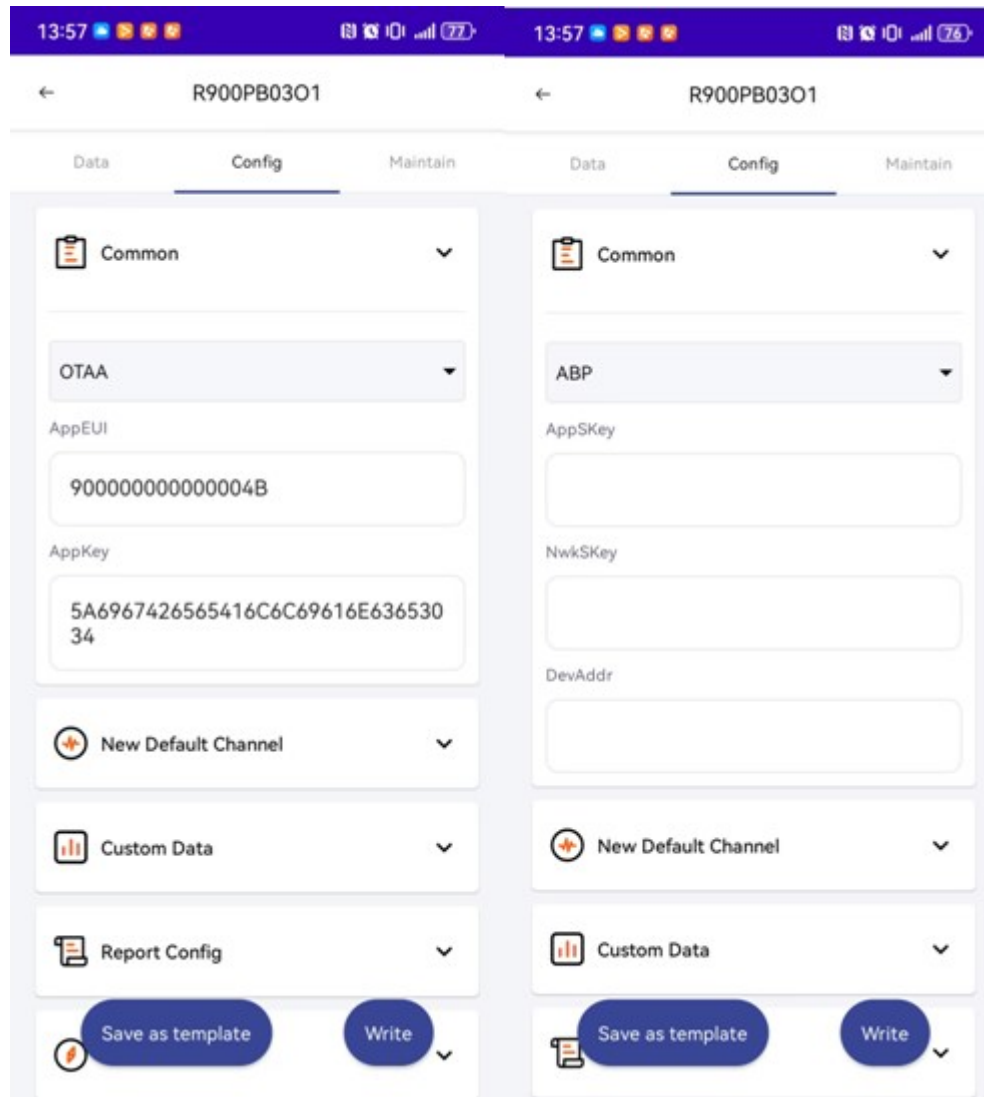 13:57
77
R900PB03O1
Data Config Maintain
Common
OTAA
AppEUI
900000000000004B
AppKey
5A6967426565416C6C69616E636530
34
New Default Channel
Custom Data
Report Config
Save as template
Write
13:57
76
R900PB03O1
Data Config Maintain
Common
ABP
AppSKey
NwkSKey
DevAddr
New Default Channel
Custom Data
Save as template
Write